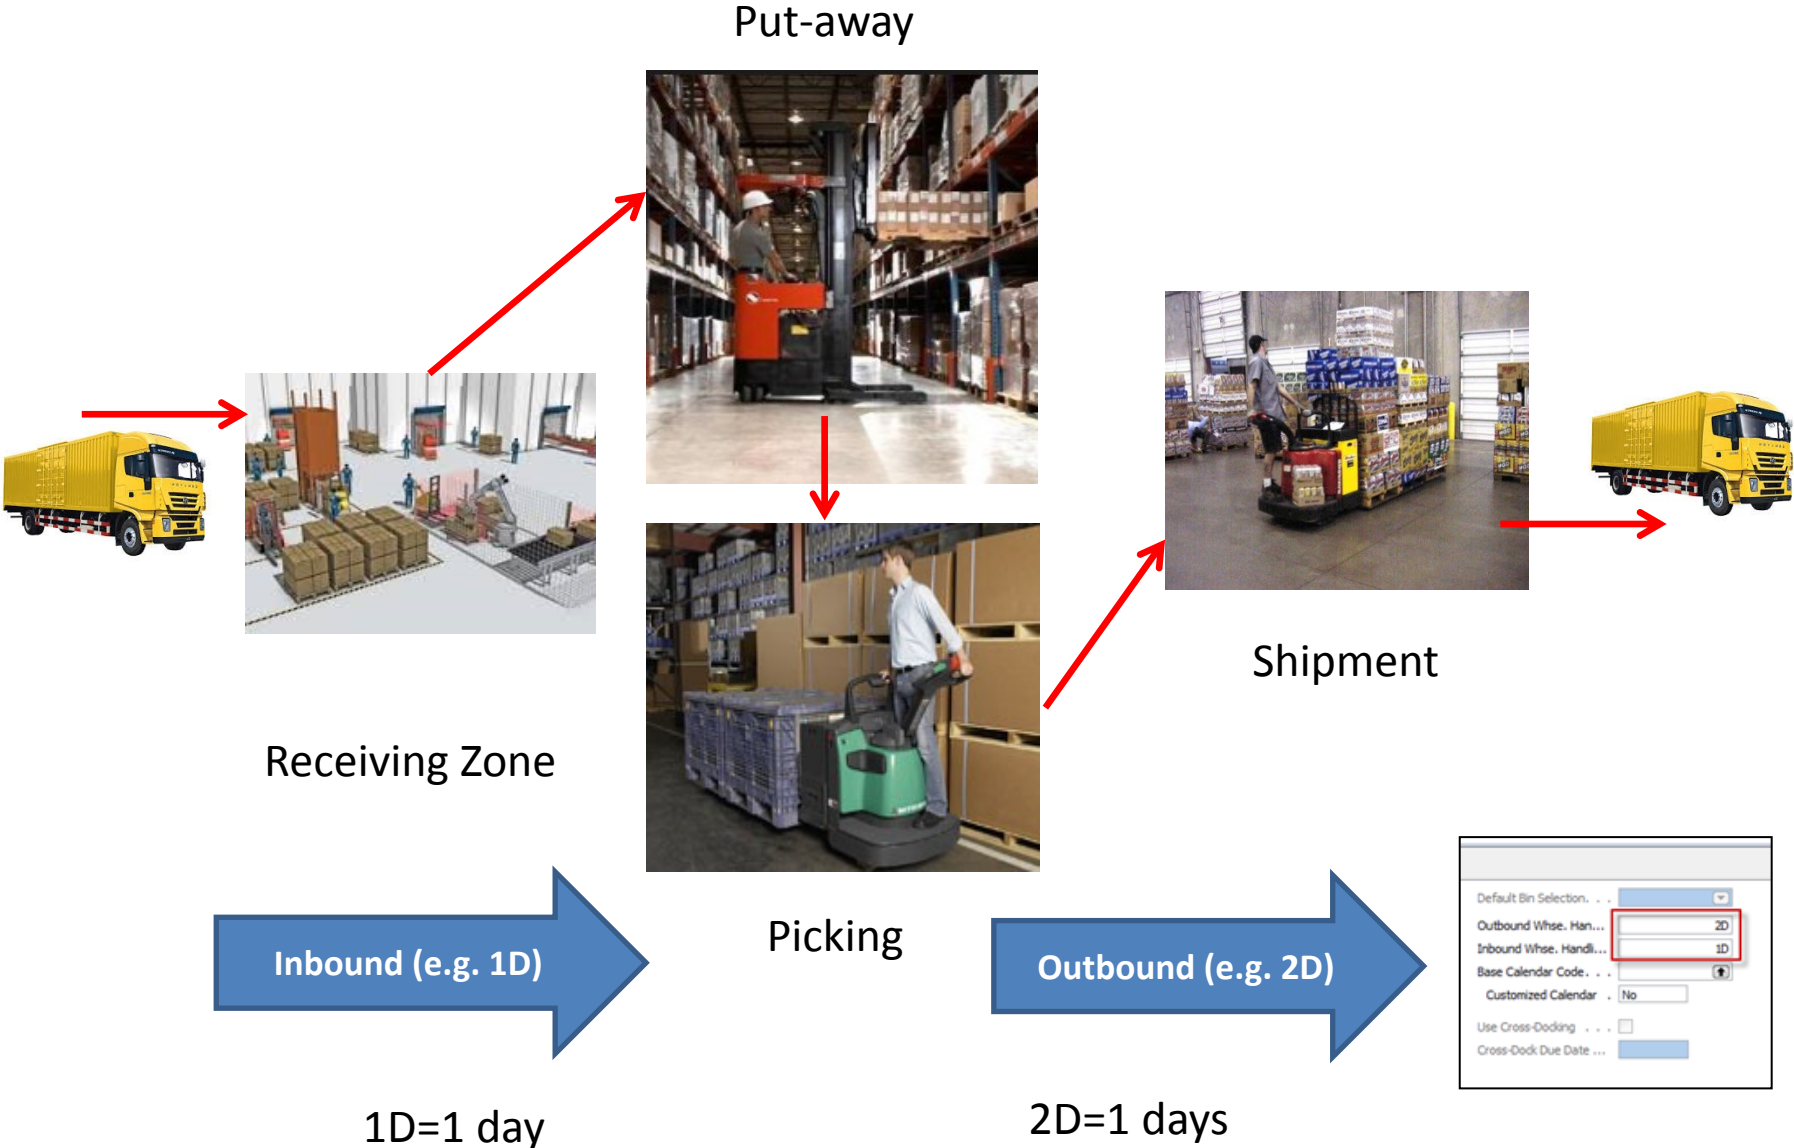 Put-away
Shipment
Receiving Zone
Picking
Inbound (e.g. 1D)
Outbound (e.g. 2D)
Default Bin Selection. . .
Outbound Whse. Han... 2D
Inbound Whse. Handli... 1D
Base Calendar Code. . .
Customized Calendar . No
Use Cross-Docking . . .
Cross-Dock Due Date ...
1D=1 day
2D=1 days